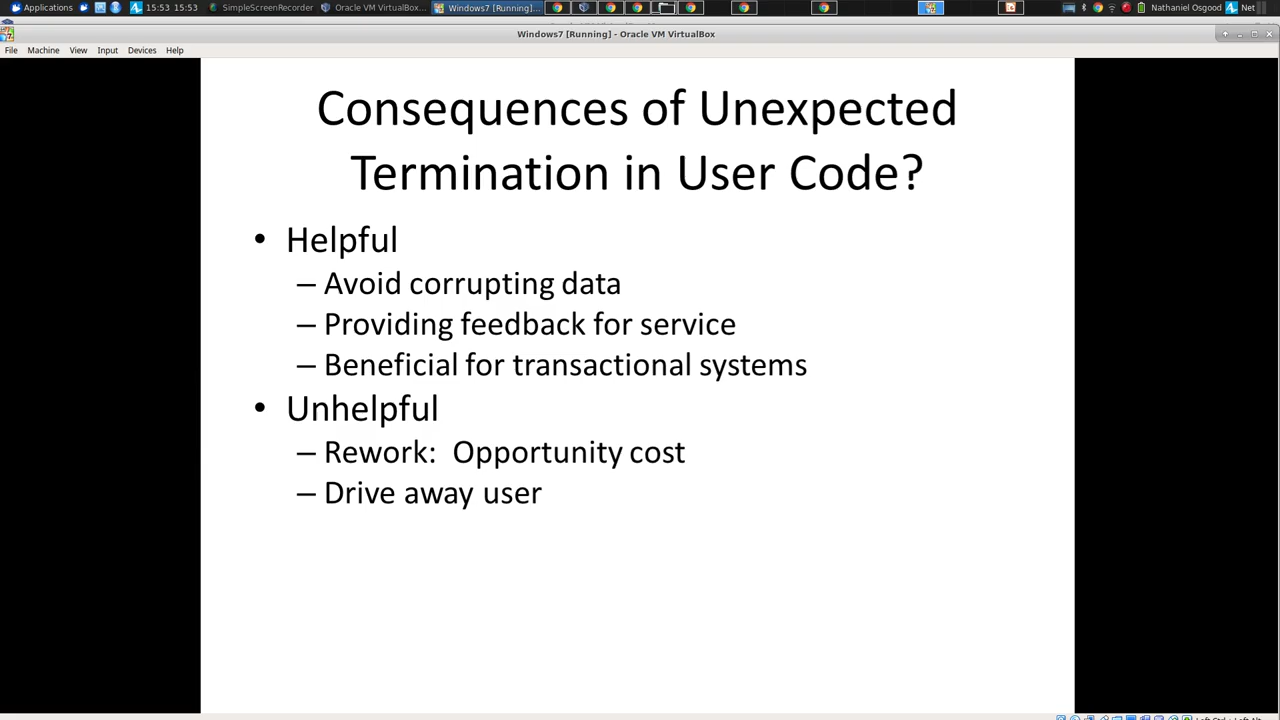 Applications
15:53 15:53
SimpleScreenRecorder
Oracle VM VirtualBox...
Windows7 [Running]...
Nathaniel Osgood
Net
Windows7 [Running] - Oracle VM VirtualBox
File Machine View Input Devices Help
Consequences of Unexpected
Termination in User Code?
• Helpful
– Avoid corrupting data
– Providing feedback for service
– Beneficial for transactional systems
• Unhelpful
– Rework: Opportunity cost
– Drive away user